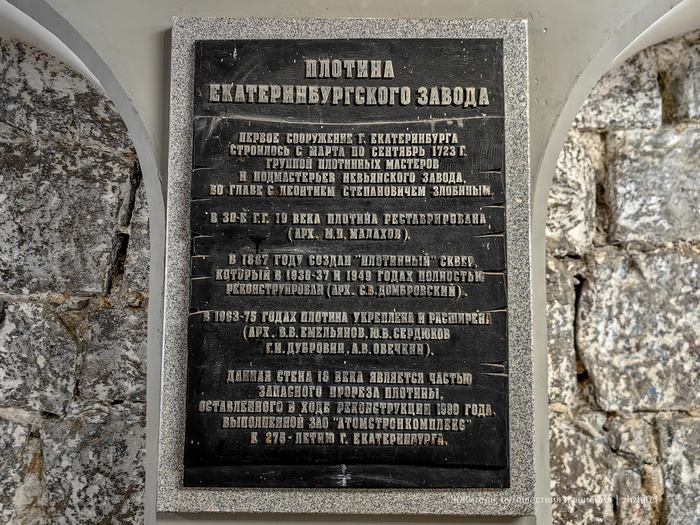 ПЛОТИНА
ЕКАТЕРИНБУРГСКОГО ЗАВОДА
ПЕРВОЕ СООРУЖЕНИЕ Г. ЕКАТЕРИНБУРГА
СТРОИЛОСЬ С МАРТА ПО СЕНТЯБРЬ 1723 Г.
ГРУППОЙ ПЛОТИННЫХ МАСТЕРОВ
И ПОДМАСТЕРЬЕВ НЕВЬЯНСКОГО ЗАВОДА,
ВО ГЛАВЕ С ЛЕОНТИЕМ СТЕПАНОВИЧЕМ ЗЛОБИНЫМ.
В 30-Е Г.Г. 19 ВЕКА ПЛОТИНА РЕСТАВРИРОВАНА
(АРХ. М.П. МАЛАХОВ).
В 1887 ГОДУ СОЗДАН "ПЛОТИННЫЙ" СКВЕР,
КОТОРЫЙ В 1936-37 И 1949 ГОДАХ ПОЛНОСТЬЮ
РЕКОНСТРУИРОВАН (АРХ. С.В. ДОМБРОВСКИЙ).
В 1963-75 ГОДАХ ПЛОТИНА УКРЕПЛЕНА И РАСШИРЕНА
(АРХ. В.В. ЕМЕЛЬЯНОВ, Ю.В. СЕРДЮКОВ
Г.И. ДУБРОВИН, А.В. ОВЕЧКИН).
ДАННАЯ СТЕНА 18 ВЕКА ЯВЛЯЕТСЯ ЧАСТЬЮ
ЗАПАСНОГО ПРОРЕЗА ПЛОТИНЫ,
ОСТАВЛЕННОГО В ХОДЕ РЕКОНСТРУКЦИИ 1990 ГОДА,
ВЫПОЛНЕННОЙ ЗАО "АТОМСТРОЙКОМПЛЕКС"
К 275-ЛЕТИЮ Г. ЕКАТЕРИНБУРГА.
путешествия